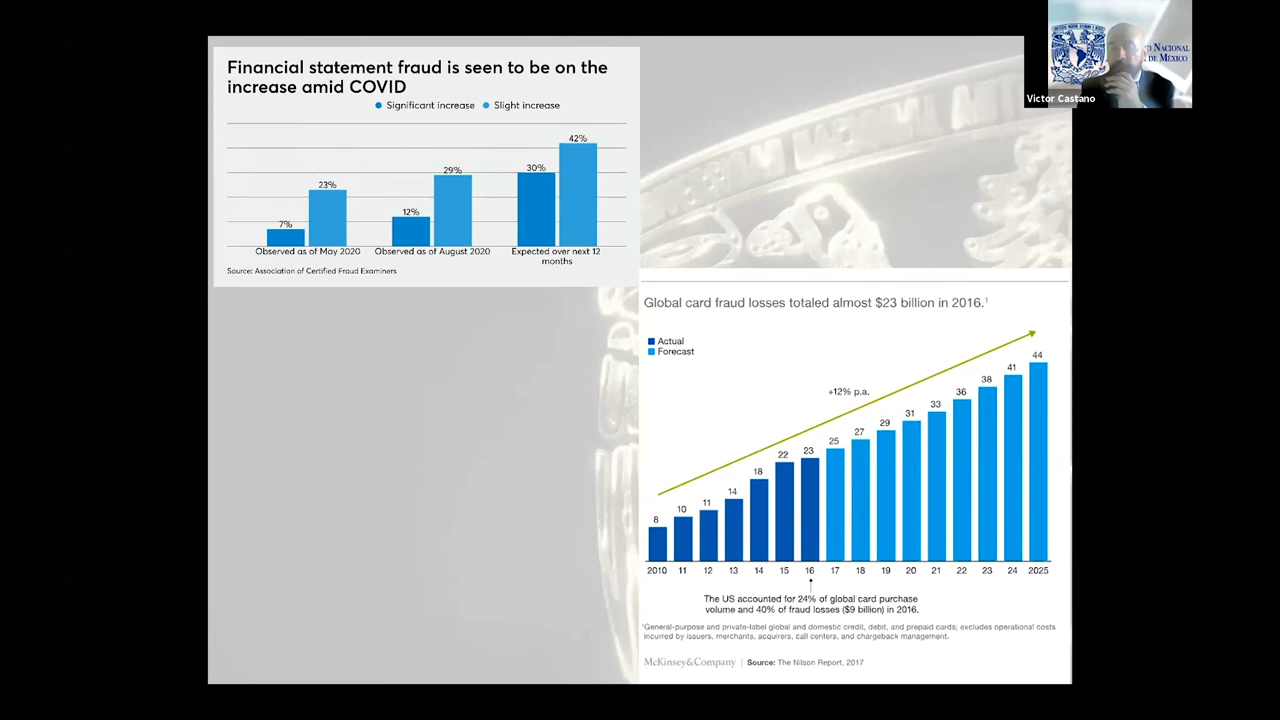 Financial statement fraud is seen to be on the
increase amid COVID
Significant increase
Slight increase
7%
23%
12%
29%
30%
42%
Observed as of May 2020
Observed as of August 2020
Expected over next 12
months
Source: Association of Certified Fraud Examiners
NACIONAL
DE MÉXICO
Victor Castano
Global card fraud losses totaled almost $23 billion in 2016.¹
Actual
Forecast
+12% p.a.
8
10
11
14
18
22
23
25
27
29
31
33
36
38
41
44
2010 11 12 13 14 15 16 17 18 19 20 21 22 23 24 2025
The US accounted for 24% of global card purchase
volume and 40% of fraud losses ($9 billion) in 2016.
¹General-purpose and private-label global and domestic credit, debit, and prepaid cards; excludes operational costs
incurred by issuers, merchants, acquirers, call centers, and chargeback management.
McKinsey&Company | Source: The Nilson Report, 2017